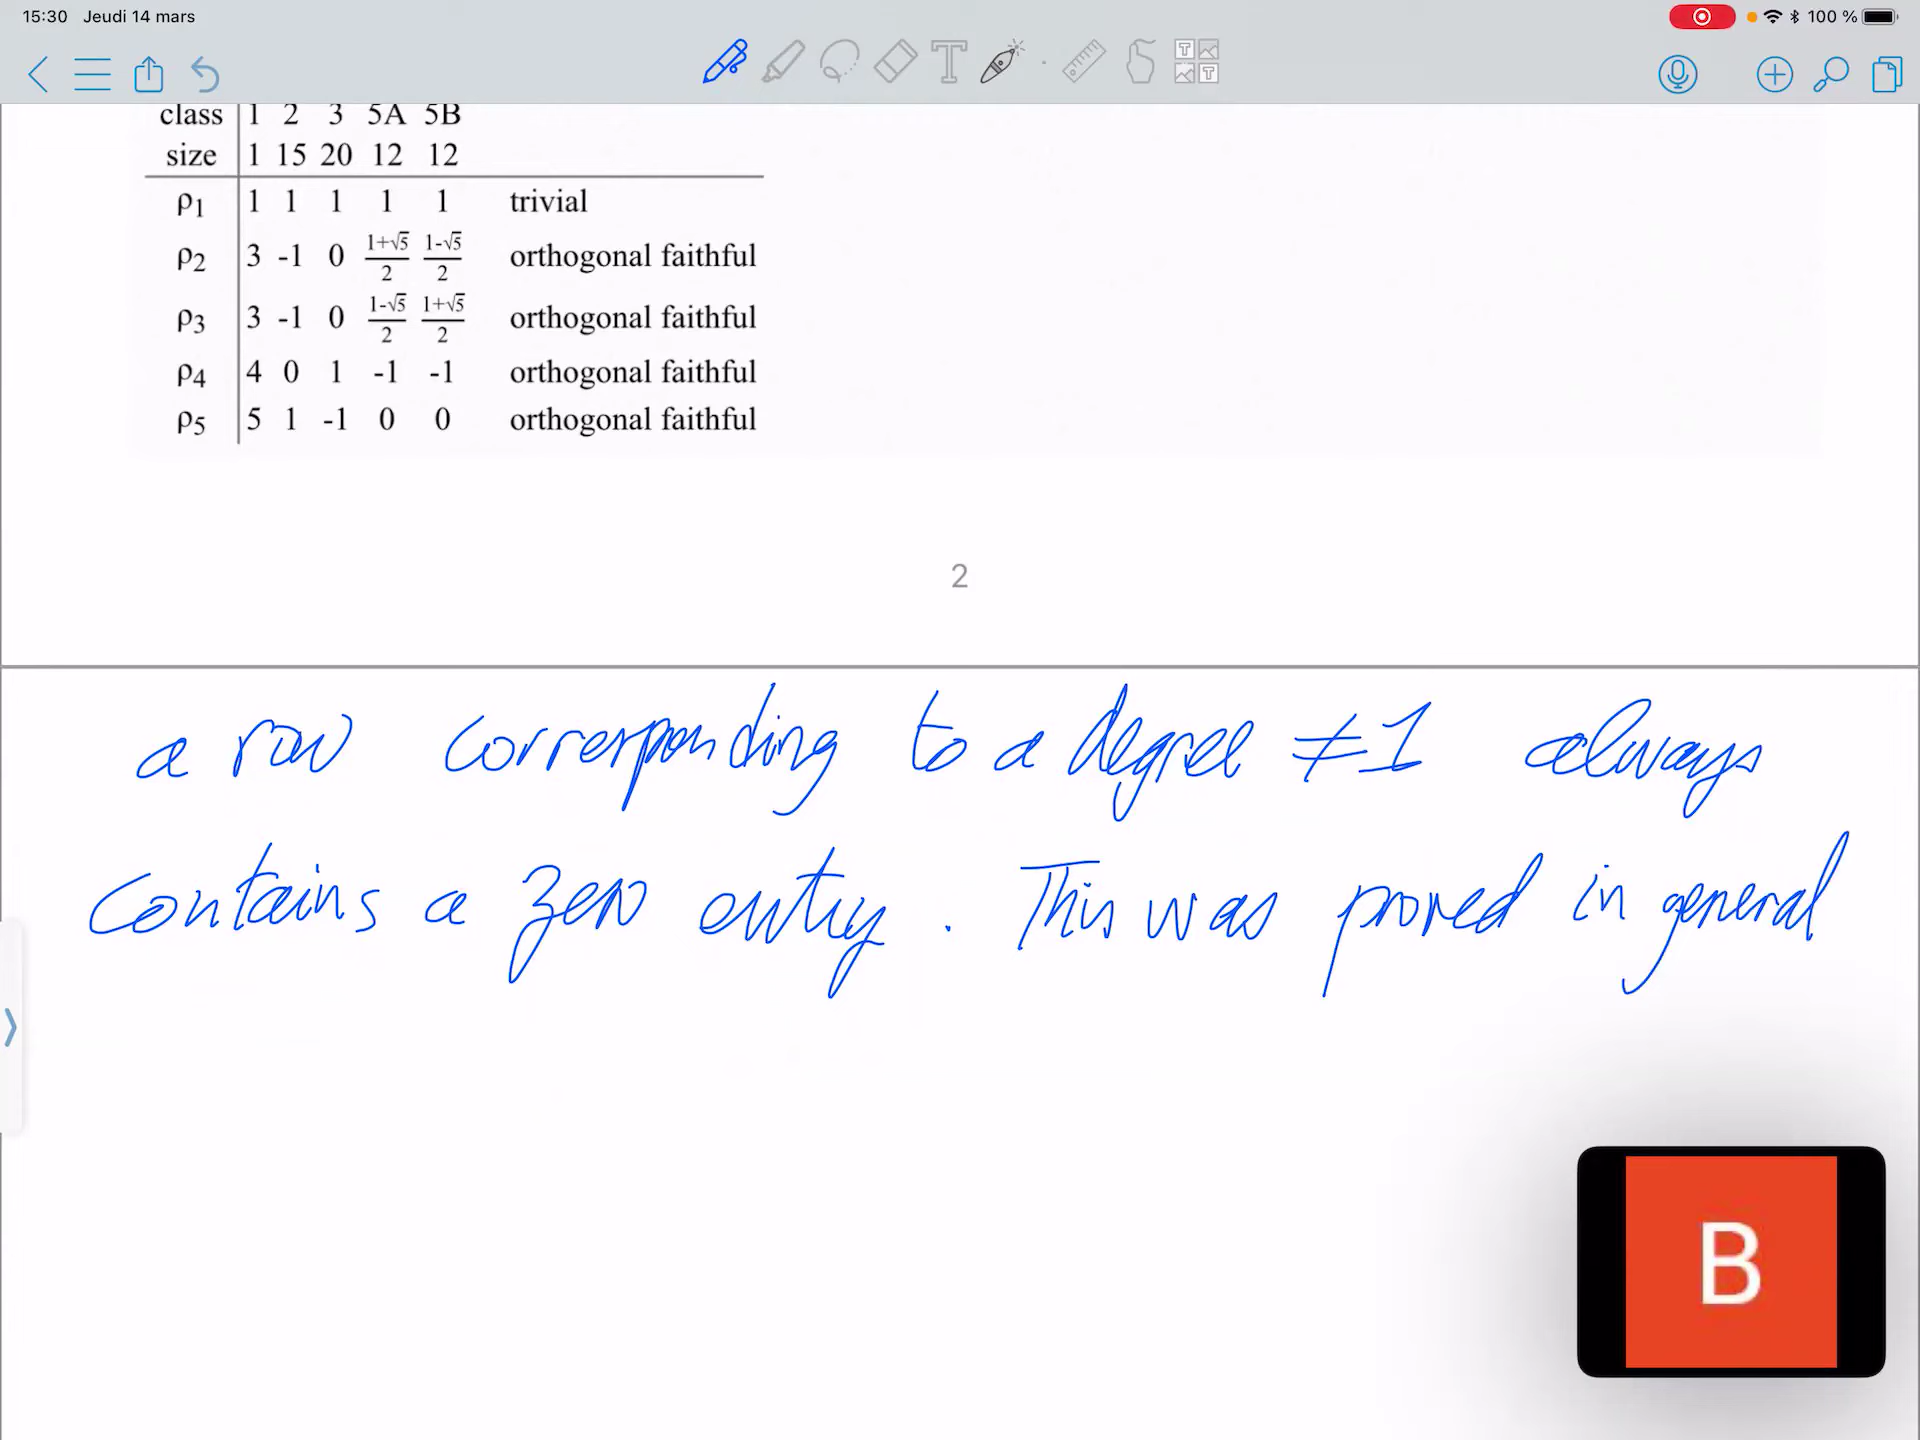 15:30 Jeudi 14 mars 100 %
class 1 2 3 5A 5B
size 1 15 20 12 12
ρ1 1 1 1 1 1 trivial
ρ2 3 -1 0 1+√5/2 1-√5/2 orthogonal faithful
ρ3 3 -1 0 1-√5/2 1+√5/2 orthogonal faithful
ρ4 4 0 1 -1 -1 orthogonal faithful
ρ5 5 1 -1 0 0 orthogonal faithful
2
a row corresponding to a degree ≠1 always
contains a zero entry. This was proved in general
B